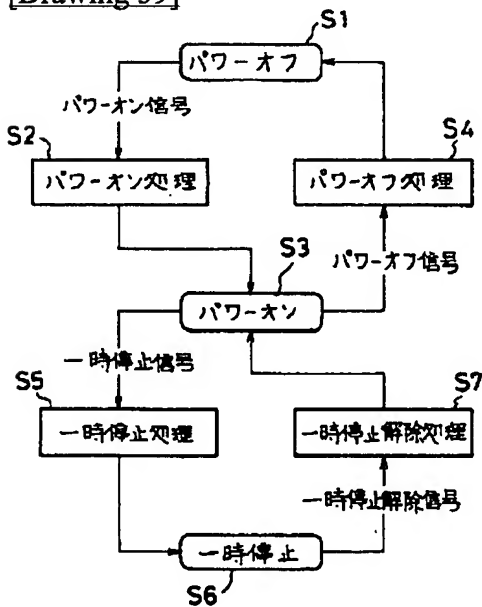 [Drawing 39]
S1
パワーオフ
パワーオン信号
S2
S4
パワーオン処理
パワーオフ処理
S3
パワーオフ信号
パワーオン
一時停止信号
S5
S7
一時停止処理
一時停止解除処理
一時停止解除信号
一時停止
S6